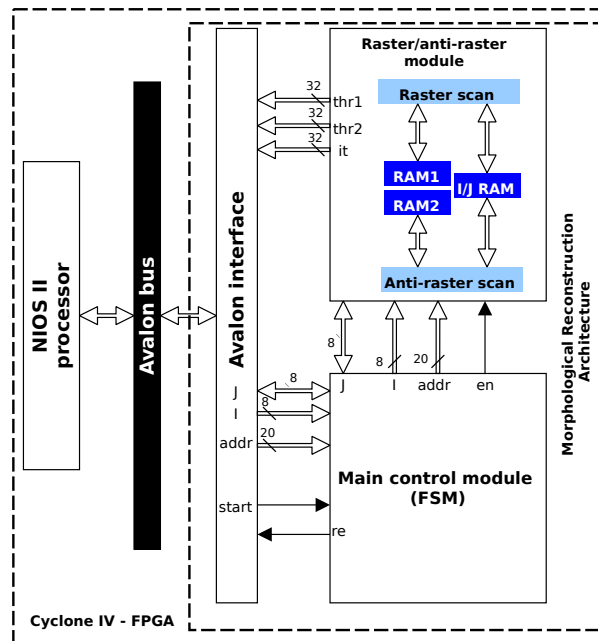 Raster/anti-raster
module
Raster scan
32
thr1
32
thr2
32
it
RAM1
RAM2
I/J RAM
Anti-raster scan
NIOS II
processor
Avalon bus
Avalon interface
Morphological Reconstruction
Architecture
8
8
20
J
I
addr
en
J
8
I
8
addr
20
Main control module
(FSM)
start
re
Cyclone IV - FPGA